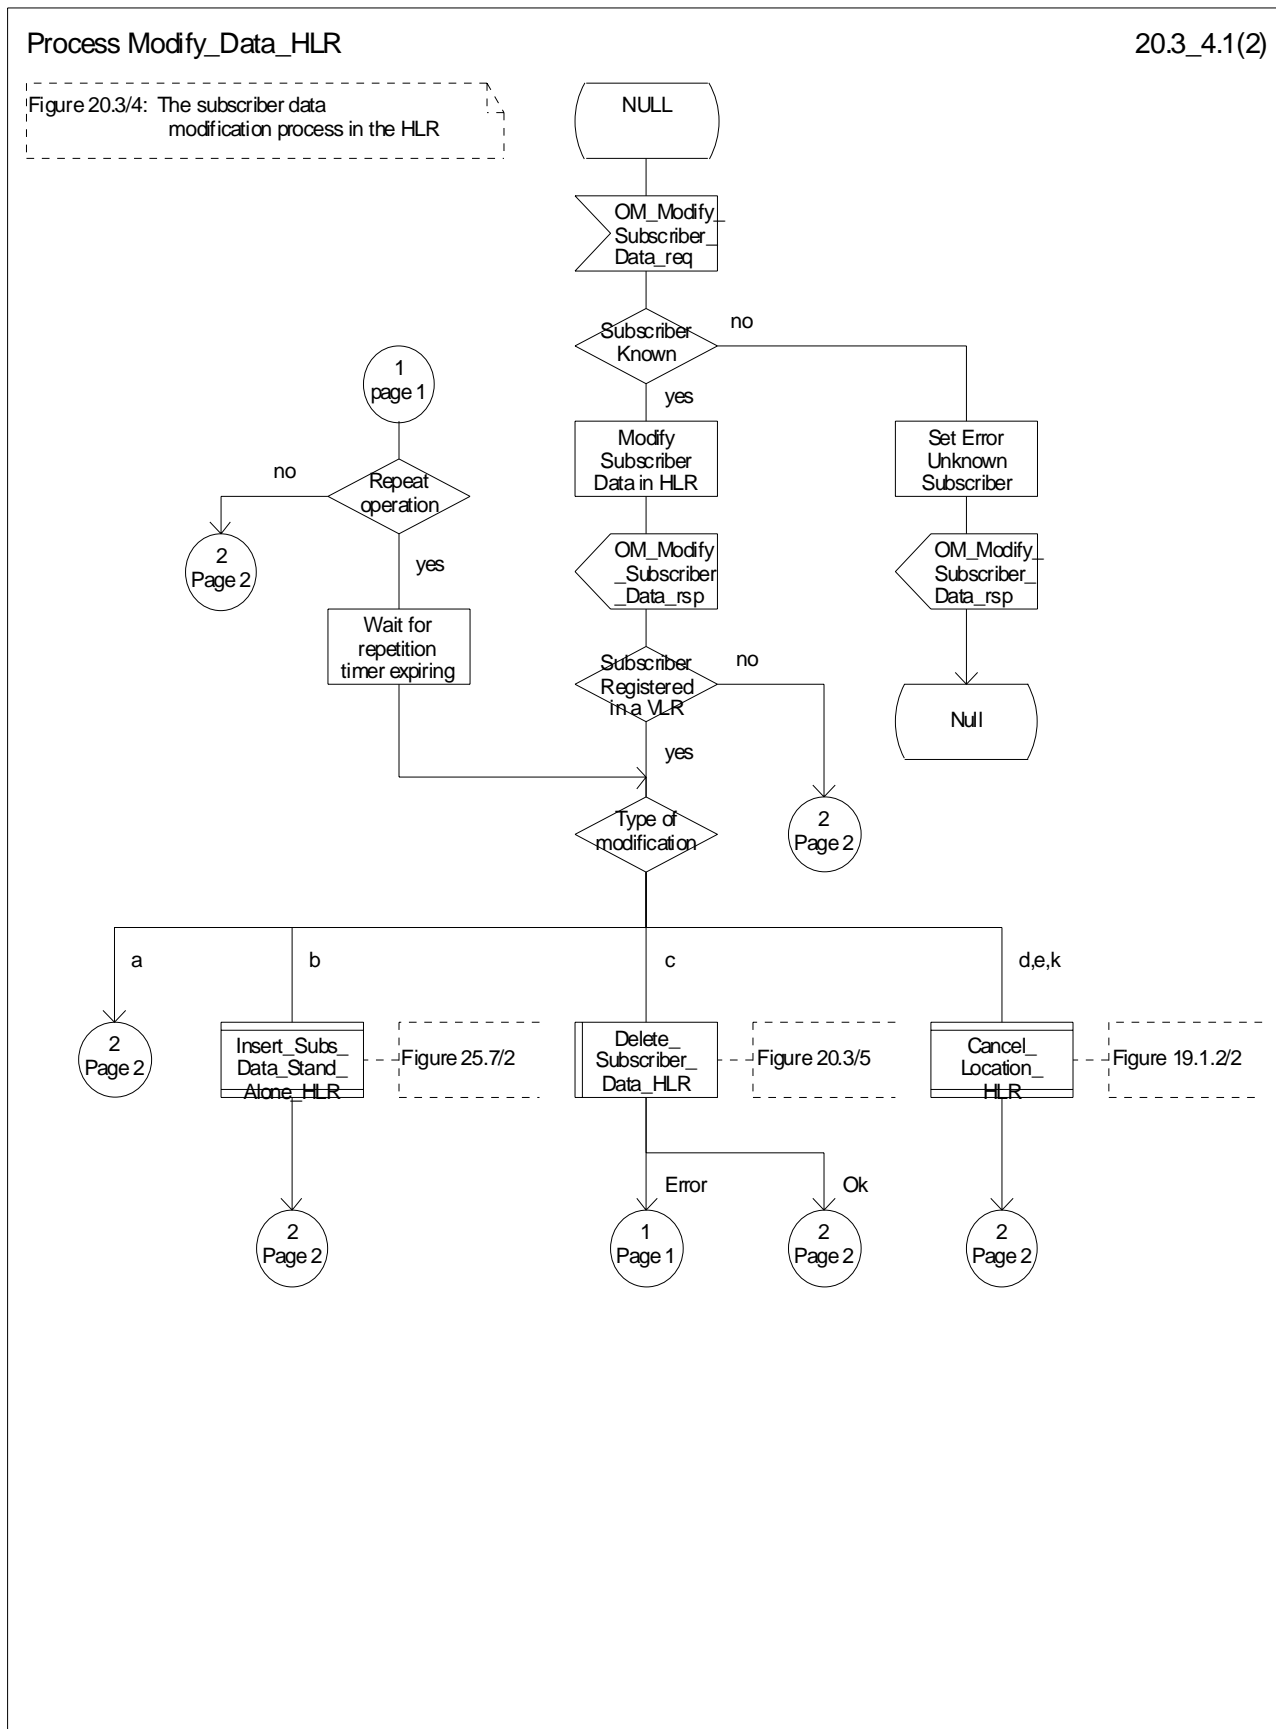 Process Modify_Data_HLR
20.3_4.1(2)
Figure 20.3/4: The subscriber data
modification process in the HLR
NULL
OM_Modify_
Subscriber_
Data_req
Subscriber
Known
no
yes
1
page 1
Modify
Subscriber
Data in HLR
Set Error
Unknown
Subscriber
no
Repeat
operation
2
Page 2
yes
OM_Modify
_Subscriber
_Data_rsp
OM_Modify_
Subscriber_
Data_rsp
Wait for
repetition
timer expiring
Subscriber
Registered
in a VLR
no
Null
yes
Type of
modification
2
Page 2
a
b
c
d,e,k
2
Page 2
Insert_Subs_
Data_Stand_
Alone_HLR
Figure 25.7/2
Delete_
Subscriber_
Data_HLR
Figure 20.3/5
Cancel_
Location_
HLR
Figure 19.1.2/2
Error
Ok
2
Page 2
1
Page 1
2
Page 2
2
Page 2